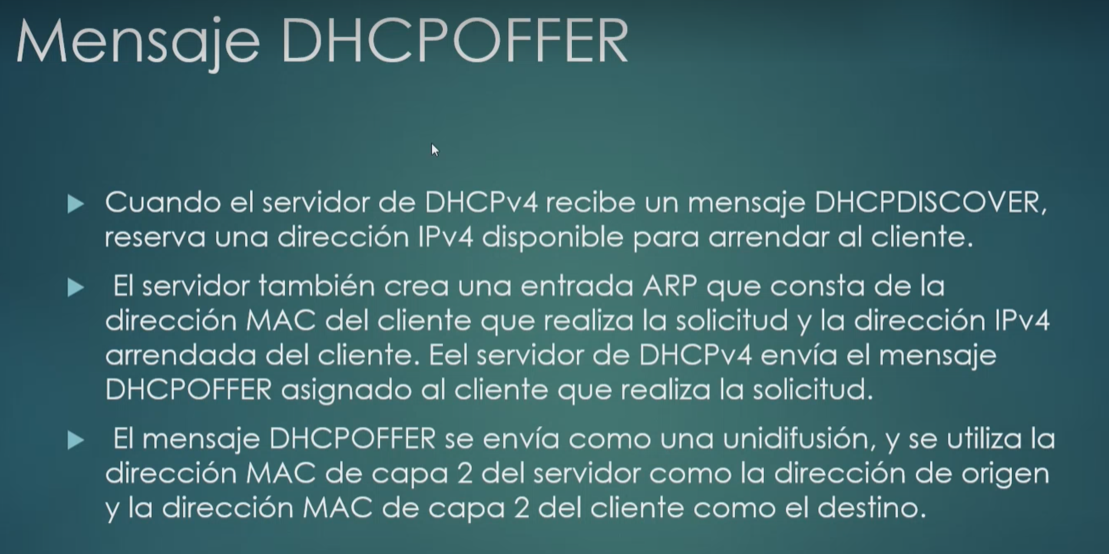 Mensaje DHCPOFFER
Cuando el servidor de DHCPv4 recibe un mensaje DHCPDISCOVER,
reserva una dirección IPv4 disponible para arrendar al cliente.
El servidor también crea una entrada ARP que consta de la
dirección MAC del cliente que realiza la solicitud y la dirección IPv4
arrendada del cliente. Eel servidor de DHCPv4 envía el mensaje
DHCPOFFER asignado al cliente que realiza la solicitud.
El mensaje DHCPOFFER se envía como una unidifusión, y se utiliza la
dirección MAC de capa 2 del servidor como la dirección de origen
y la dirección MAC de capa 2 del cliente como el destino.